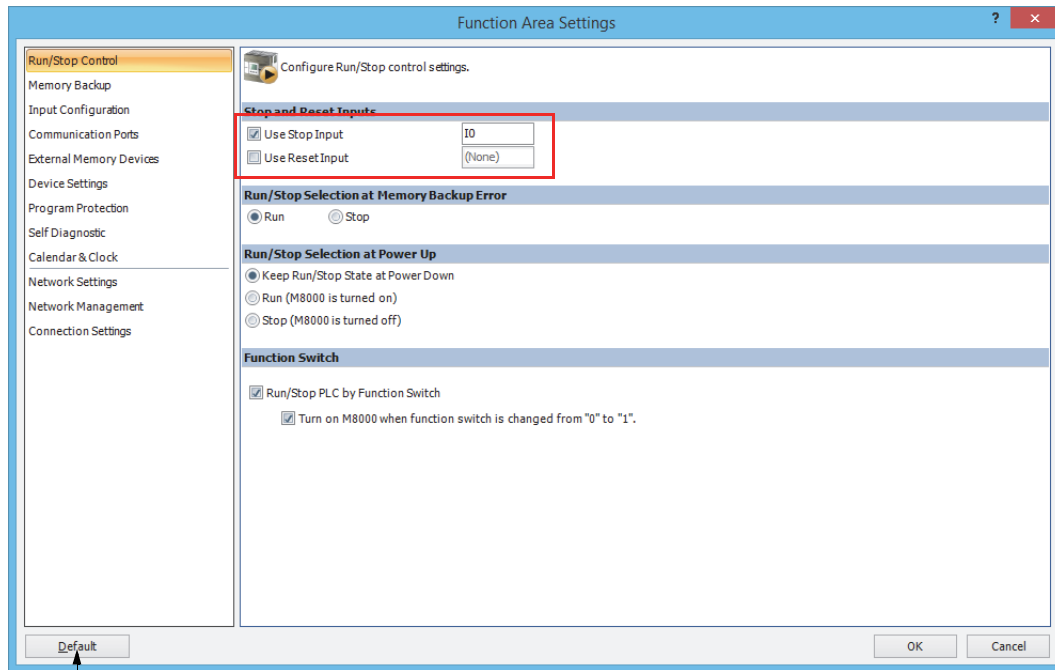 Function Area Settings
? ×
Run/Stop Control
Memory Backup
Input Configuration
Communication Ports
External Memory Devices
Device Settings
Program Protection
Self Diagnostic
Calendar & Clock
Network Settings
Network Management
Connection Settings
Configure Run/Stop control settings.
Stop and Reset Inputs
Use Stop Input I0
Use Reset Input (None)
Run/Stop Selection at Memory Backup Error
Run Stop
Run/Stop Selection at Power Up
Keep Run/Stop State at Power Down
Run (M8000 is turned on)
Stop (M8000 is turned off)
Function Switch
Run/Stop PLC by Function Switch
Turn on M8000 when function switch is changed from "0" to "1".
Default OK Cancel